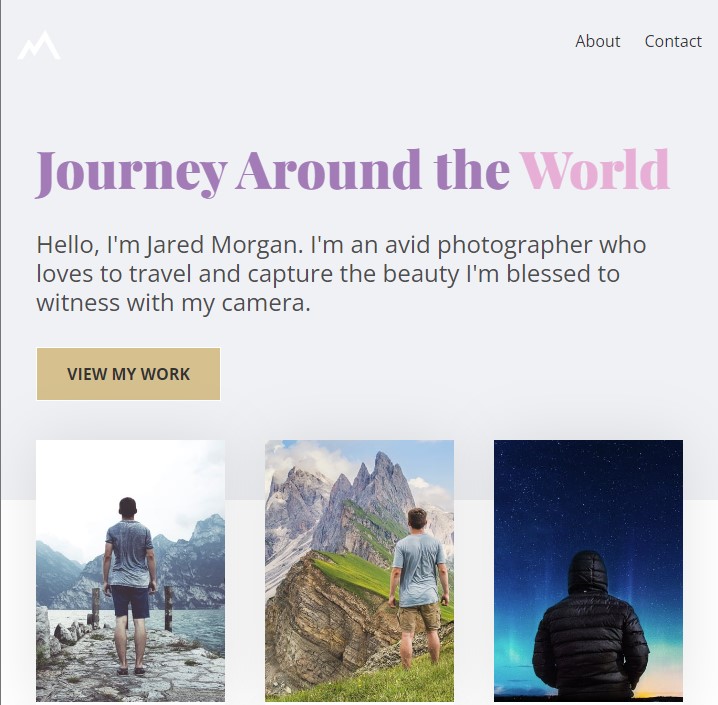 About Contact
Journey Around the World
Hello, I'm Jared Morgan. I'm an avid photographer who
loves to travel and capture the beauty I'm blessed to
witness with my camera.
VIEW MY WORK